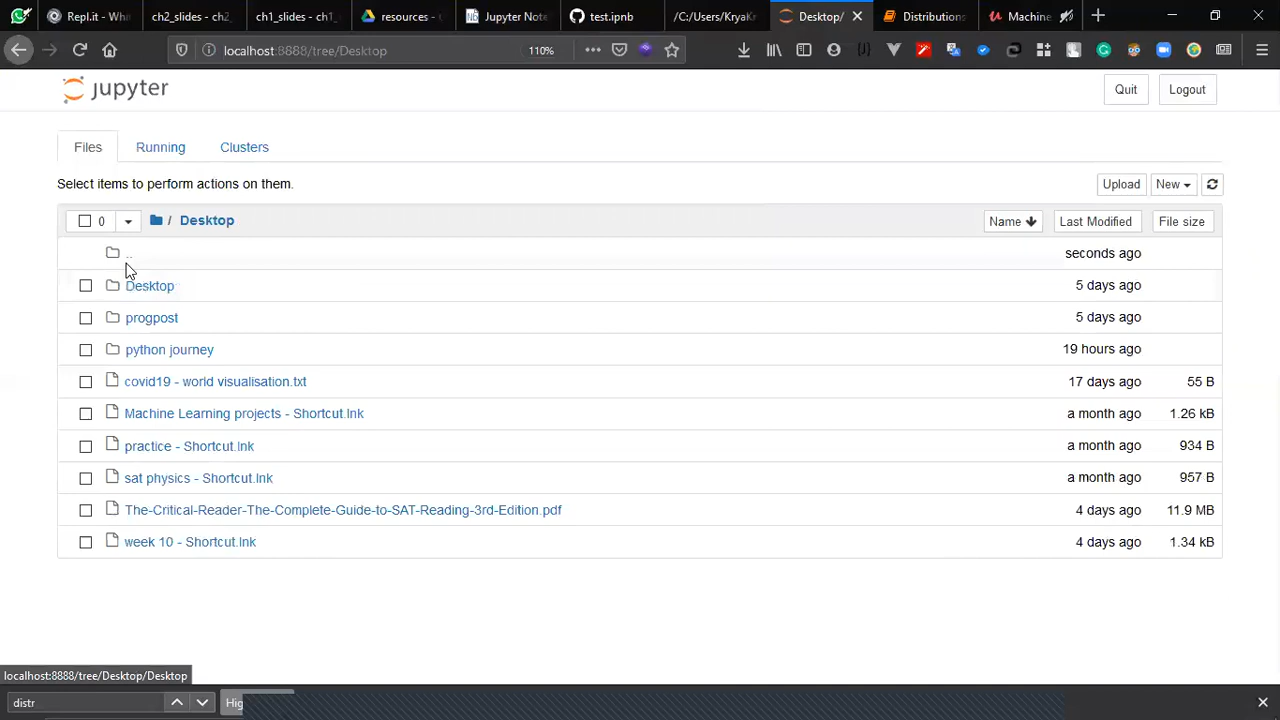 Repl.it - Wha
ch2_slides - ch2_
ch1_slides - ch1_
resources -
Jupyter Note
test.ipnb
/C:/Users/KryaKr
Desktop/
Distributions
Machine
localhost:8888/tree/Desktop
110%
jupyter
Quit
Logout
Files
Running
Clusters
Select items to perform actions on them.
Upload
New
0
/ Desktop
Name
Last Modified
File size
..
seconds ago
Desktop
5 days ago
progpost
5 days ago
python journey
19 hours ago
covid19 - world visualisation.txt
17 days ago
55 B
Machine Learning projects - Shortcut.lnk
a month ago
1.26 kB
practice - Shortcut.lnk
a month ago
934 B
sat physics - Shortcut.lnk
a month ago
957 B
The-Critical-Reader-The-Complete-Guide-to-SAT-Reading-3rd-Edition.pdf
4 days ago
11.9 MB
week 10 - Shortcut.lnk
4 days ago
1.34 kB
localhost:8888/tree/Desktop/Desktop
distr
Hig